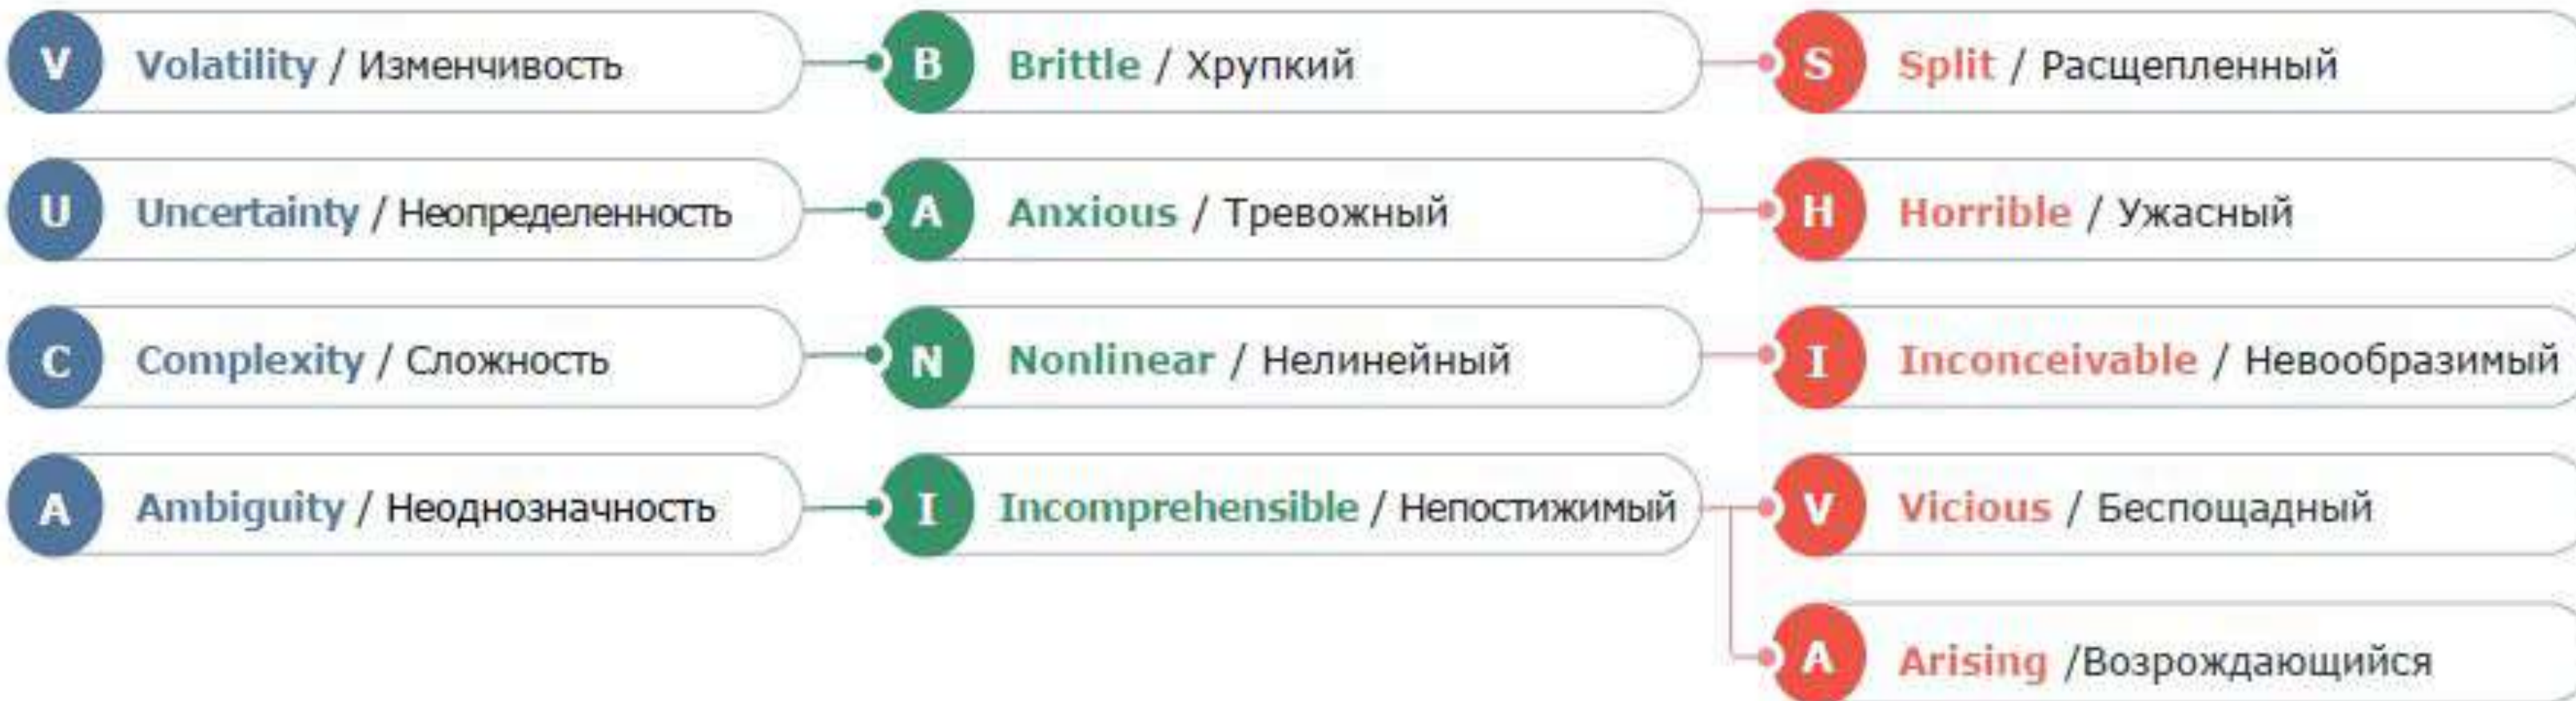 V Volatility / Изменчивость B Brittle / Хрупкий S Split / Расщепленный
U Uncertainty / Неопределенность A Anxious / Тревожный H Horrible / Ужасный
C Complexity / Сложность N Nonlinear / Нелинейный I Inconceivable / Невообразимый
A Ambiguity / Неоднозначность I Incomprehensible / Непостижимый V Vicious / Беспощадный
A Arising /Возрождающийся